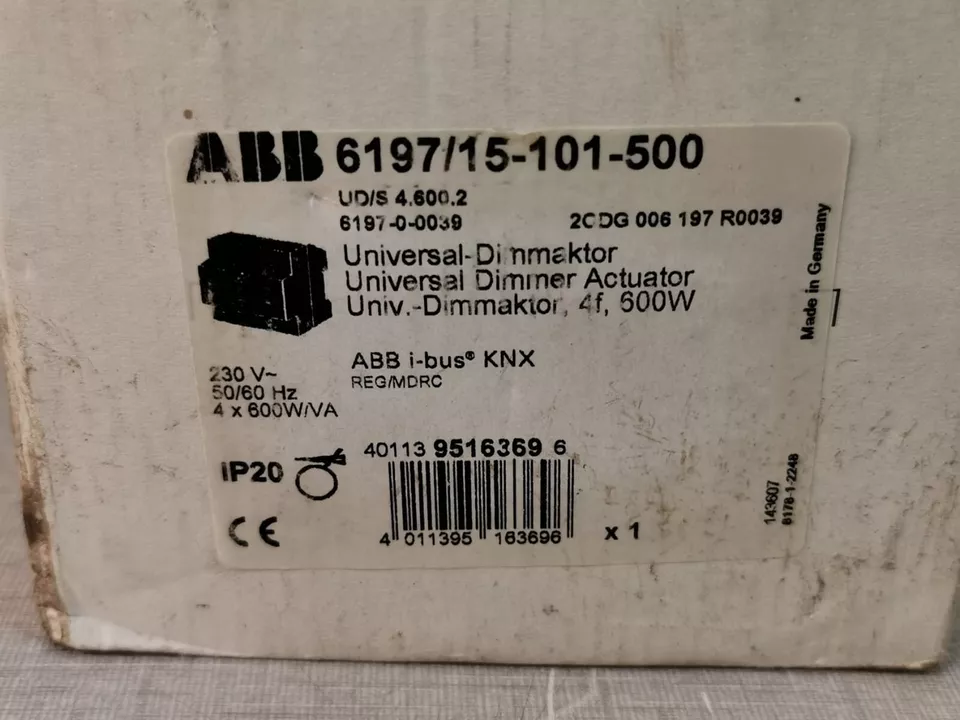 ABB 6197/15-101-500
UD/S 4.600.2
6197-0-0039 2CDG 006 197 R0039
Universal-Dimmaktor
Universal Dimmer Actuator
Univ.-Dimmaktor, 4f, 600W
ABB i-bus® KNX
REG/MDRC
230 V~
50/60 Hz
4 x 600W/VA
40113 9516369 6
IP20
CE
4 011395 163696
x 1
Made in Germany
143607
6178-1-2248